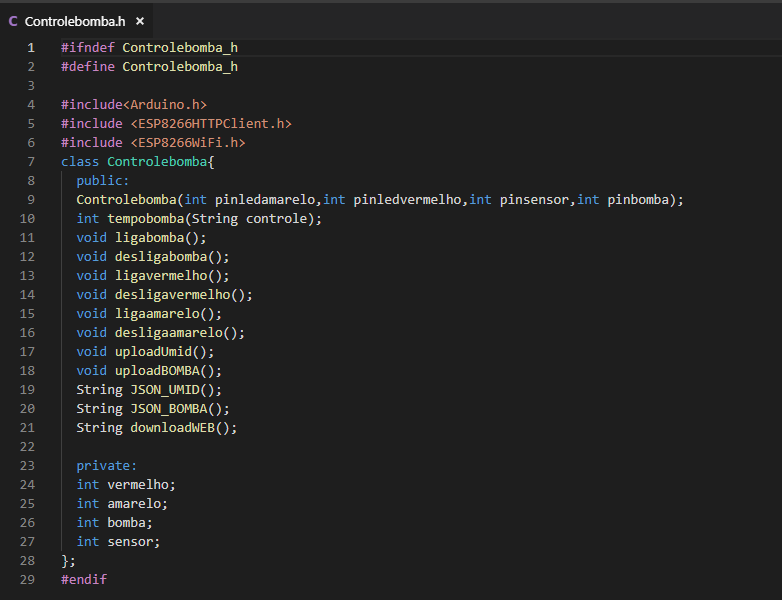 C Controlebomba.h ×
1 #ifndef Controlebomba_h
2 #define Controlebomba_h
3
4 #include<Arduino.h>
5 #include <ESP8266HTTPClient.h>
6 #include <ESP8266WiFi.h>
7 class Controlebomba{
8 public:
9 Controlebomba(int pinledamarelo,int pinledvermelho,int pinsensor,int pinbomba);
10 int tempobomba(String controle);
11 void ligabomba();
12 void desligabomba();
13 void ligavermelho();
14 void desligavermelho();
15 void ligaamarelo();
16 void desligaamarelo();
17 void uploadUmid();
18 void uploadBOMBA();
19 String JSON_UMID();
20 String JSON_BOMBA();
21 String downloadWEB();
22
23 private:
24 int vermelho;
25 int amarelo;
26 int bomba;
27 int sensor;
28 };
29 #endif